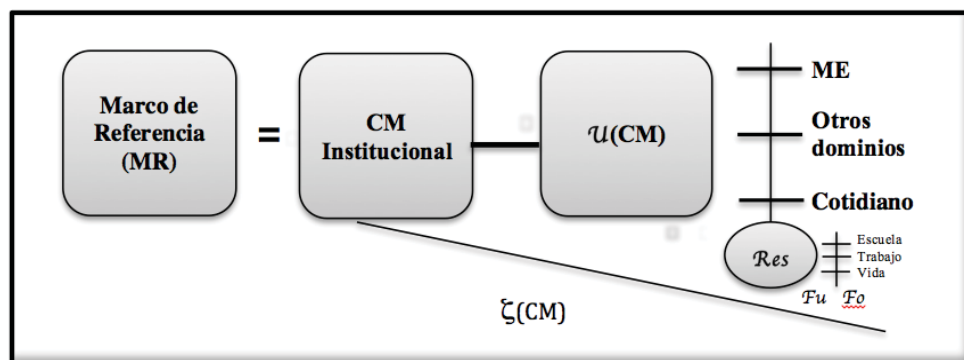 Marco de
Referencia
(MR)
=
CM
Institucional
𝒰(CM)
ME
Otros
dominios
Cotidiano
ℛes
Escuela
Trabajo
Vida
ℱu ℱo
ζ(CM)